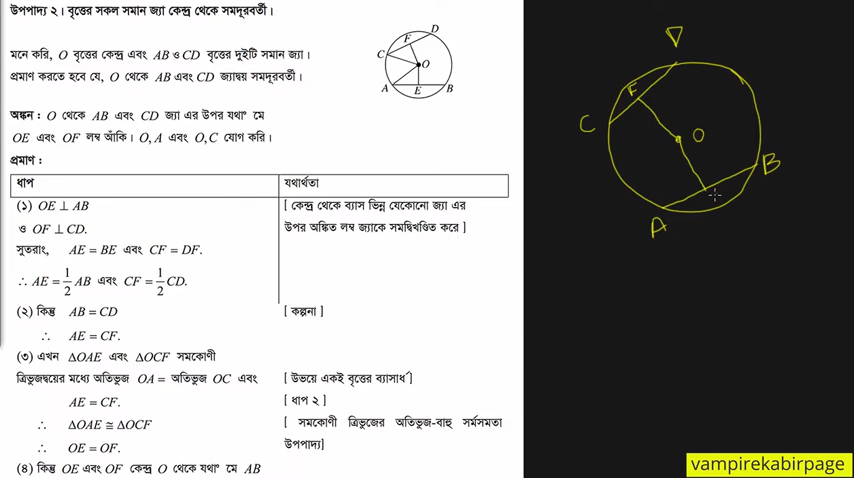 উপপাদ্য ২। বৃত্তের সকল সমান জ্যা কেন্দ্র থেকে সমদূরবর্তী।
মনে করি, O বৃত্তের কেন্দ্র এবং AB ও CD বৃত্তের দুইটি সমান জ্যা।
প্রমাণ করতে হবে যে, O থেকে AB এবং CD জ্যাদ্বয় সমদূরবর্তী।
D
F
C
O
A
E
B
অঙ্কন: O থেকে AB এবং CD জ্যা এর উপর যথা মে
OE এবং OF লম্ব আঁকি। O, A এবং O, C যোগ করি।
প্রমাণ:
ধাপ যথার্থতা
(১) OE ⊥ AB [ কেন্দ্র থেকে ব্যাস ভিন্ন যেকোনো জ্যা এর
ও OF ⊥ CD. উপর অঙ্কিত লম্ব জ্যাকে সমদ্বিখণ্ডিত করে ]
সুতরাং, AE = BE এবং CF = DF.
∴ AE = 1/2 AB এবং CF = 1/2 CD.
(২) কিন্তু AB = CD [ কল্পনা ]
∴ AE = CF.
(৩) এখন ΔOAE এবং ΔOCF সমকোণী
ত্রিভুজদ্বয়ের মধ্যে অতিভুজ OA = অতিভুজ OC এবং [ উভয়ে একই বৃত্তের ব্যাসার্ধ ]
AE = CF. [ ধাপ ২ ]
∴ ΔOAE ≅ ΔOCF [ সমকোণী ত্রিভুজের অতিভুজ-বাহু সর্মসমতা
∴ OE = OF. উপপাদ্য]
(৪) কিন্তু OE এবং OF কেন্দ্র O থেকে যথা মে AB
D
F
C
O
B
A
vampirekabirpage